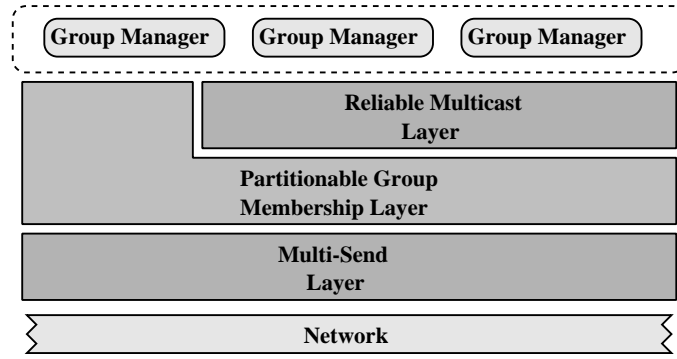 Group Manager Group Manager Group Manager
Reliable Multicast
Layer
Partitionable Group
Membership Layer
Multi-Send
Layer
Network